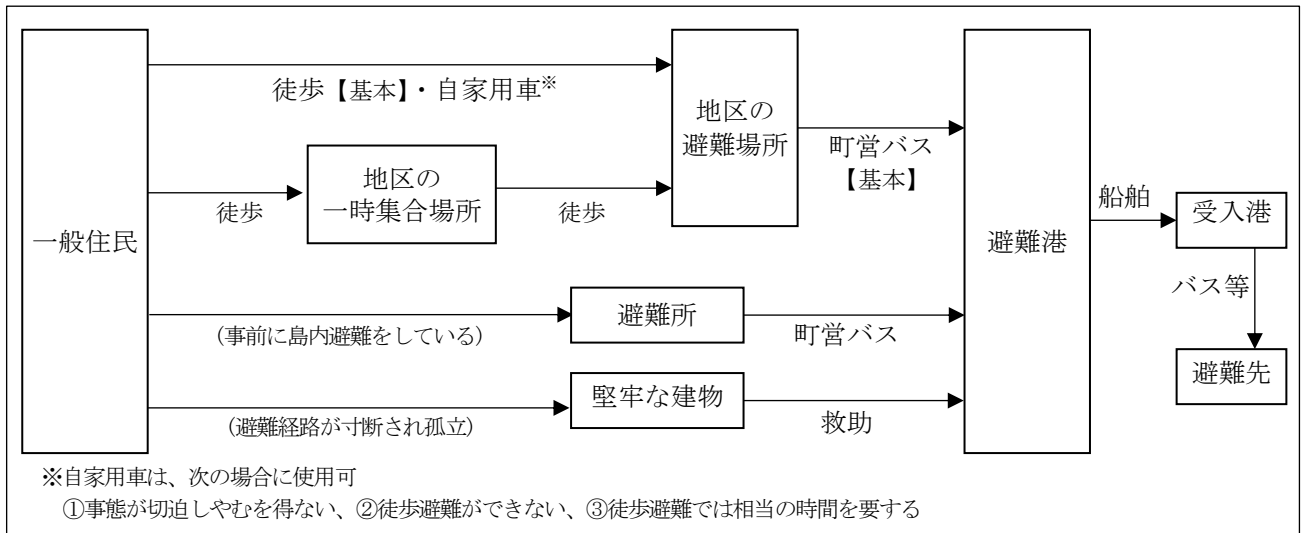 一般住民
徒歩【基本】・自家用車※
徒歩
地区の
一時集合場所
徒歩
地区の
避難場所
町営バス
【基本】
(事前に島内避難をしている)
避難所
町営バス
(避難経路が寸断され孤立)
堅牢な建物
救助
避難港
船舶
受入港
バス等
避難先
※自家用車は、次の場合に使用可
①事態が切迫しやむを得ない、②徒歩避難ができない、③徒歩避難では相当の時間を要する